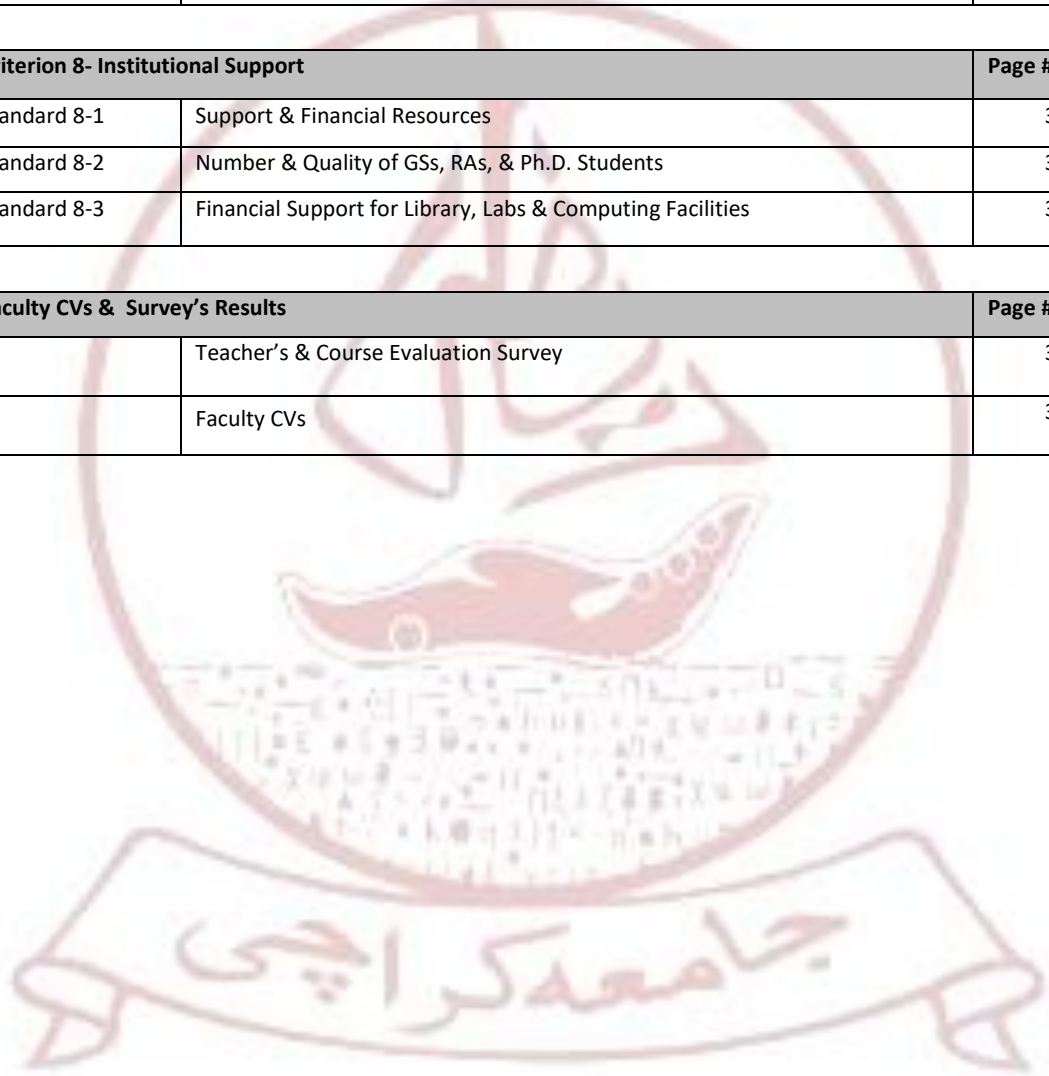 iterion 8- Institutional Support Page #
andard 8-1 Support & Financial Resources 3
andard 8-2 Number & Quality of GSs, RAs, & Ph.D. Students 3
andard 8-3 Financial Support for Library, Labs & Computing Facilities 3
culty CVs & Survey’s Results Page #
Teacher’s & Course Evaluation Survey 3
Faculty CVs 3
جامعہ کراچی